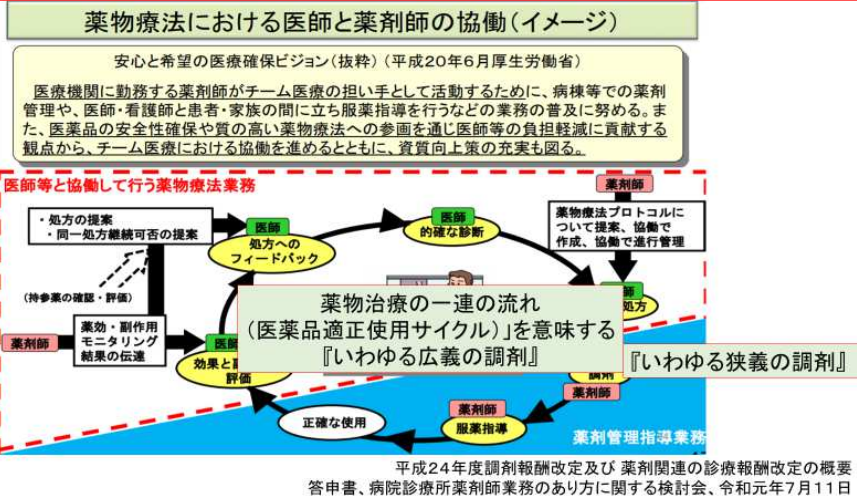 薬物療法における医師と薬剤師の協働（イメージ）
安心と希望の医療確保ビジョン（抜粋）（平成20年6月厚生労働省）
医療機関に勤務する薬剤師がチーム医療の担い手として活動するために、病棟等での薬剤
管理や、医師・看護師と患者・家族の間に立ち服薬指導を行うなどの業務の普及に努める。ま
た、医薬品の安全性確保や質の高い薬物療法への参画を通じ医師等の負担軽減に貢献する
観点から、チーム医療における協働を進めるとともに、資質向上策の充実も図る。
医師等と協働して行う薬物療法業務
薬剤師
薬物療法プロトコルに
ついて提案、協働で
作成、協働で進行管理
・処方の提案
・同一処方継続可否の提案
医師
処方への
フィードバック
医師
的確な診断
（持参薬の確認・評価）
薬剤師
薬効・副作用
モニタリング
結果の伝達
医師
効果と
評価
師
処方
薬物治療の一連の流れ
（医薬品適正使用サイクル）」を意味する
『いわゆる広義の調剤』
『いわゆる狭義の調剤』
調剤
薬剤師
正確な使用
薬剤師
服薬指導
薬剤管理指導業務
平成24年度調剤報酬改定及び 薬剤関連の診療報酬改定の概要
答申書、病院診療所薬剤師業務のあり方に関する検討会、令和元年7月11日